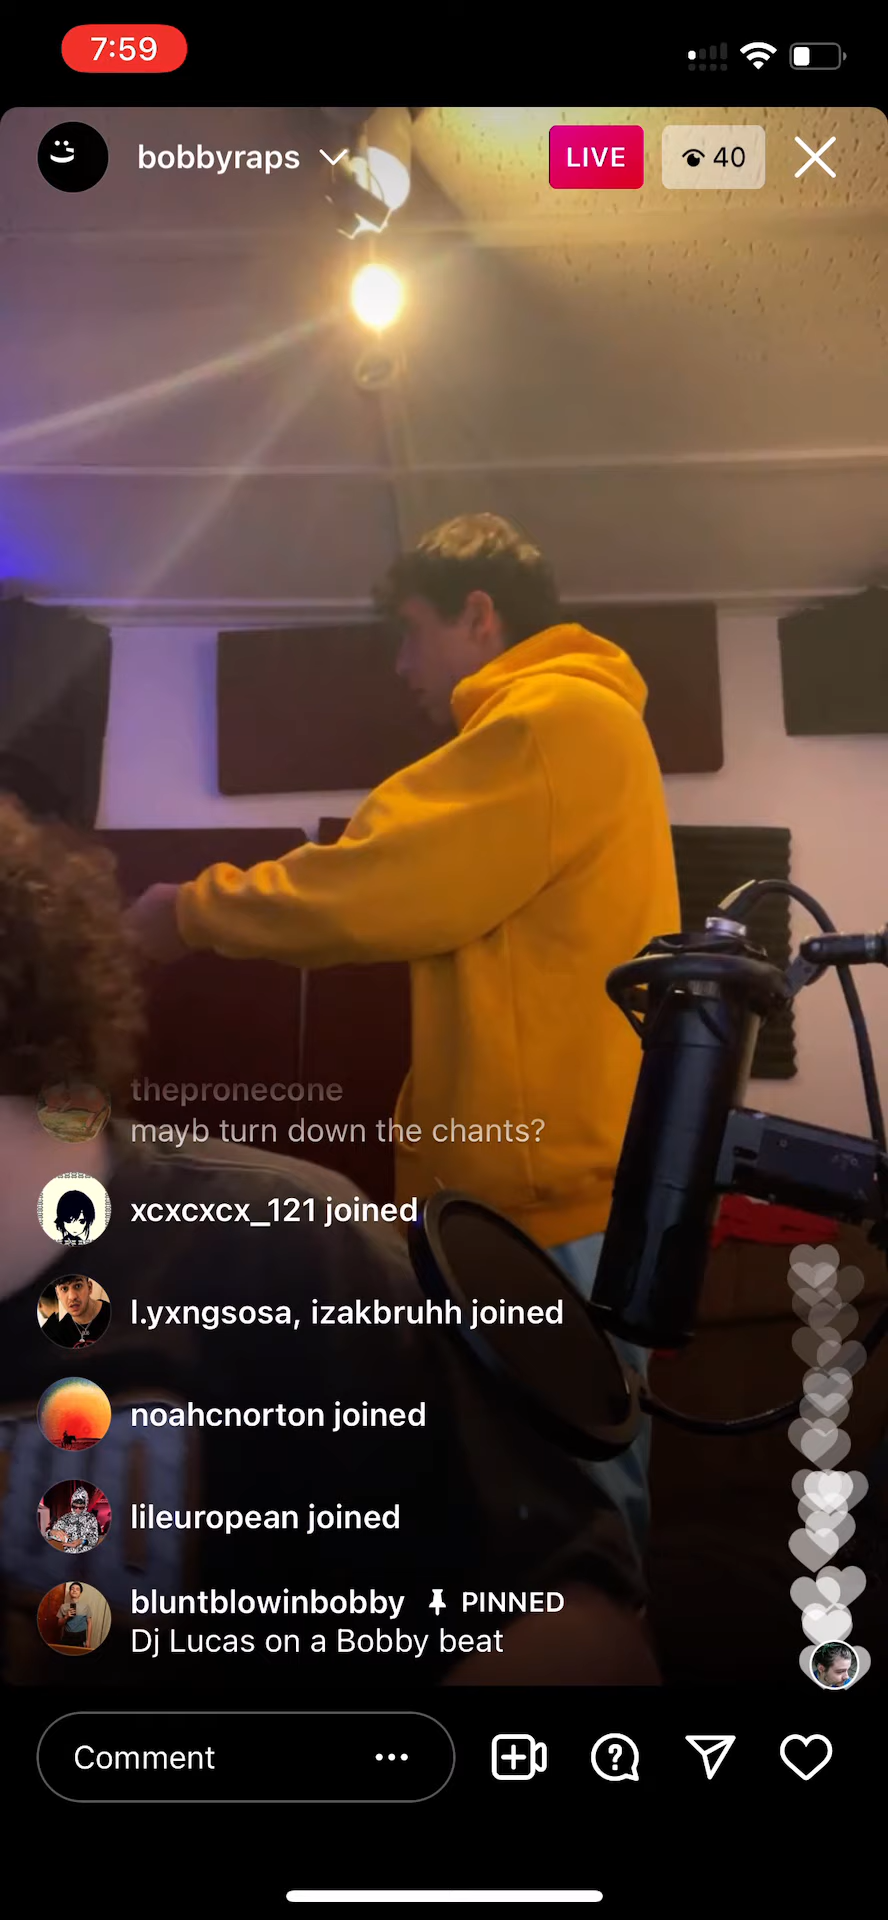 7:59
bobbyraps
LIVE
40
thepronecone
mayb turn down the chants?
xcxcxcx_121 joined
l.yxngsosa, izakbruhh joined
noahcnorton joined
lileuropean joined
bluntblowinbobby PINNED
Dj Lucas on a Bobby beat
Comment